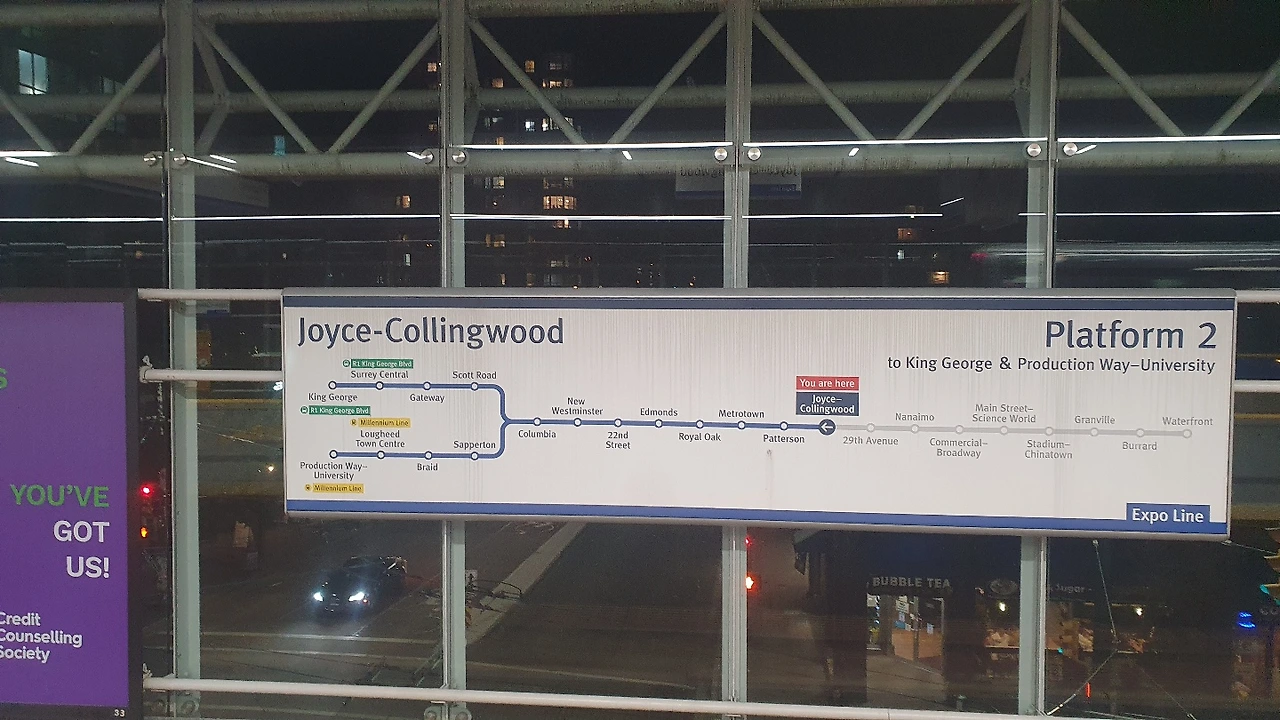 S
YOU'VE
GOT
US!
Credit
Counselling
Society
33
Joyce-Collingwood
Platform 2
to King George & Production Way–University
R1 King George Blvd
Surrey Central
Scott Road
King George
Gateway
R1 King George Blvd
Millennium Line
Lougheed
Town Centre
Sapperton
Production Way–
University
Braid
Millennium Line
Columbia
New
Westminster
22nd
Street
Edmonds
Royal Oak
Metrotown
Patterson
You are here
Joyce–
Collingwood
29th Avenue
Nanaimo
Commercial–
Broadway
Main Street–
Science World
Stadium–
Chinatown
Granville
Burrard
Waterfront
Expo Line
BUBBLE TEA
Sugar